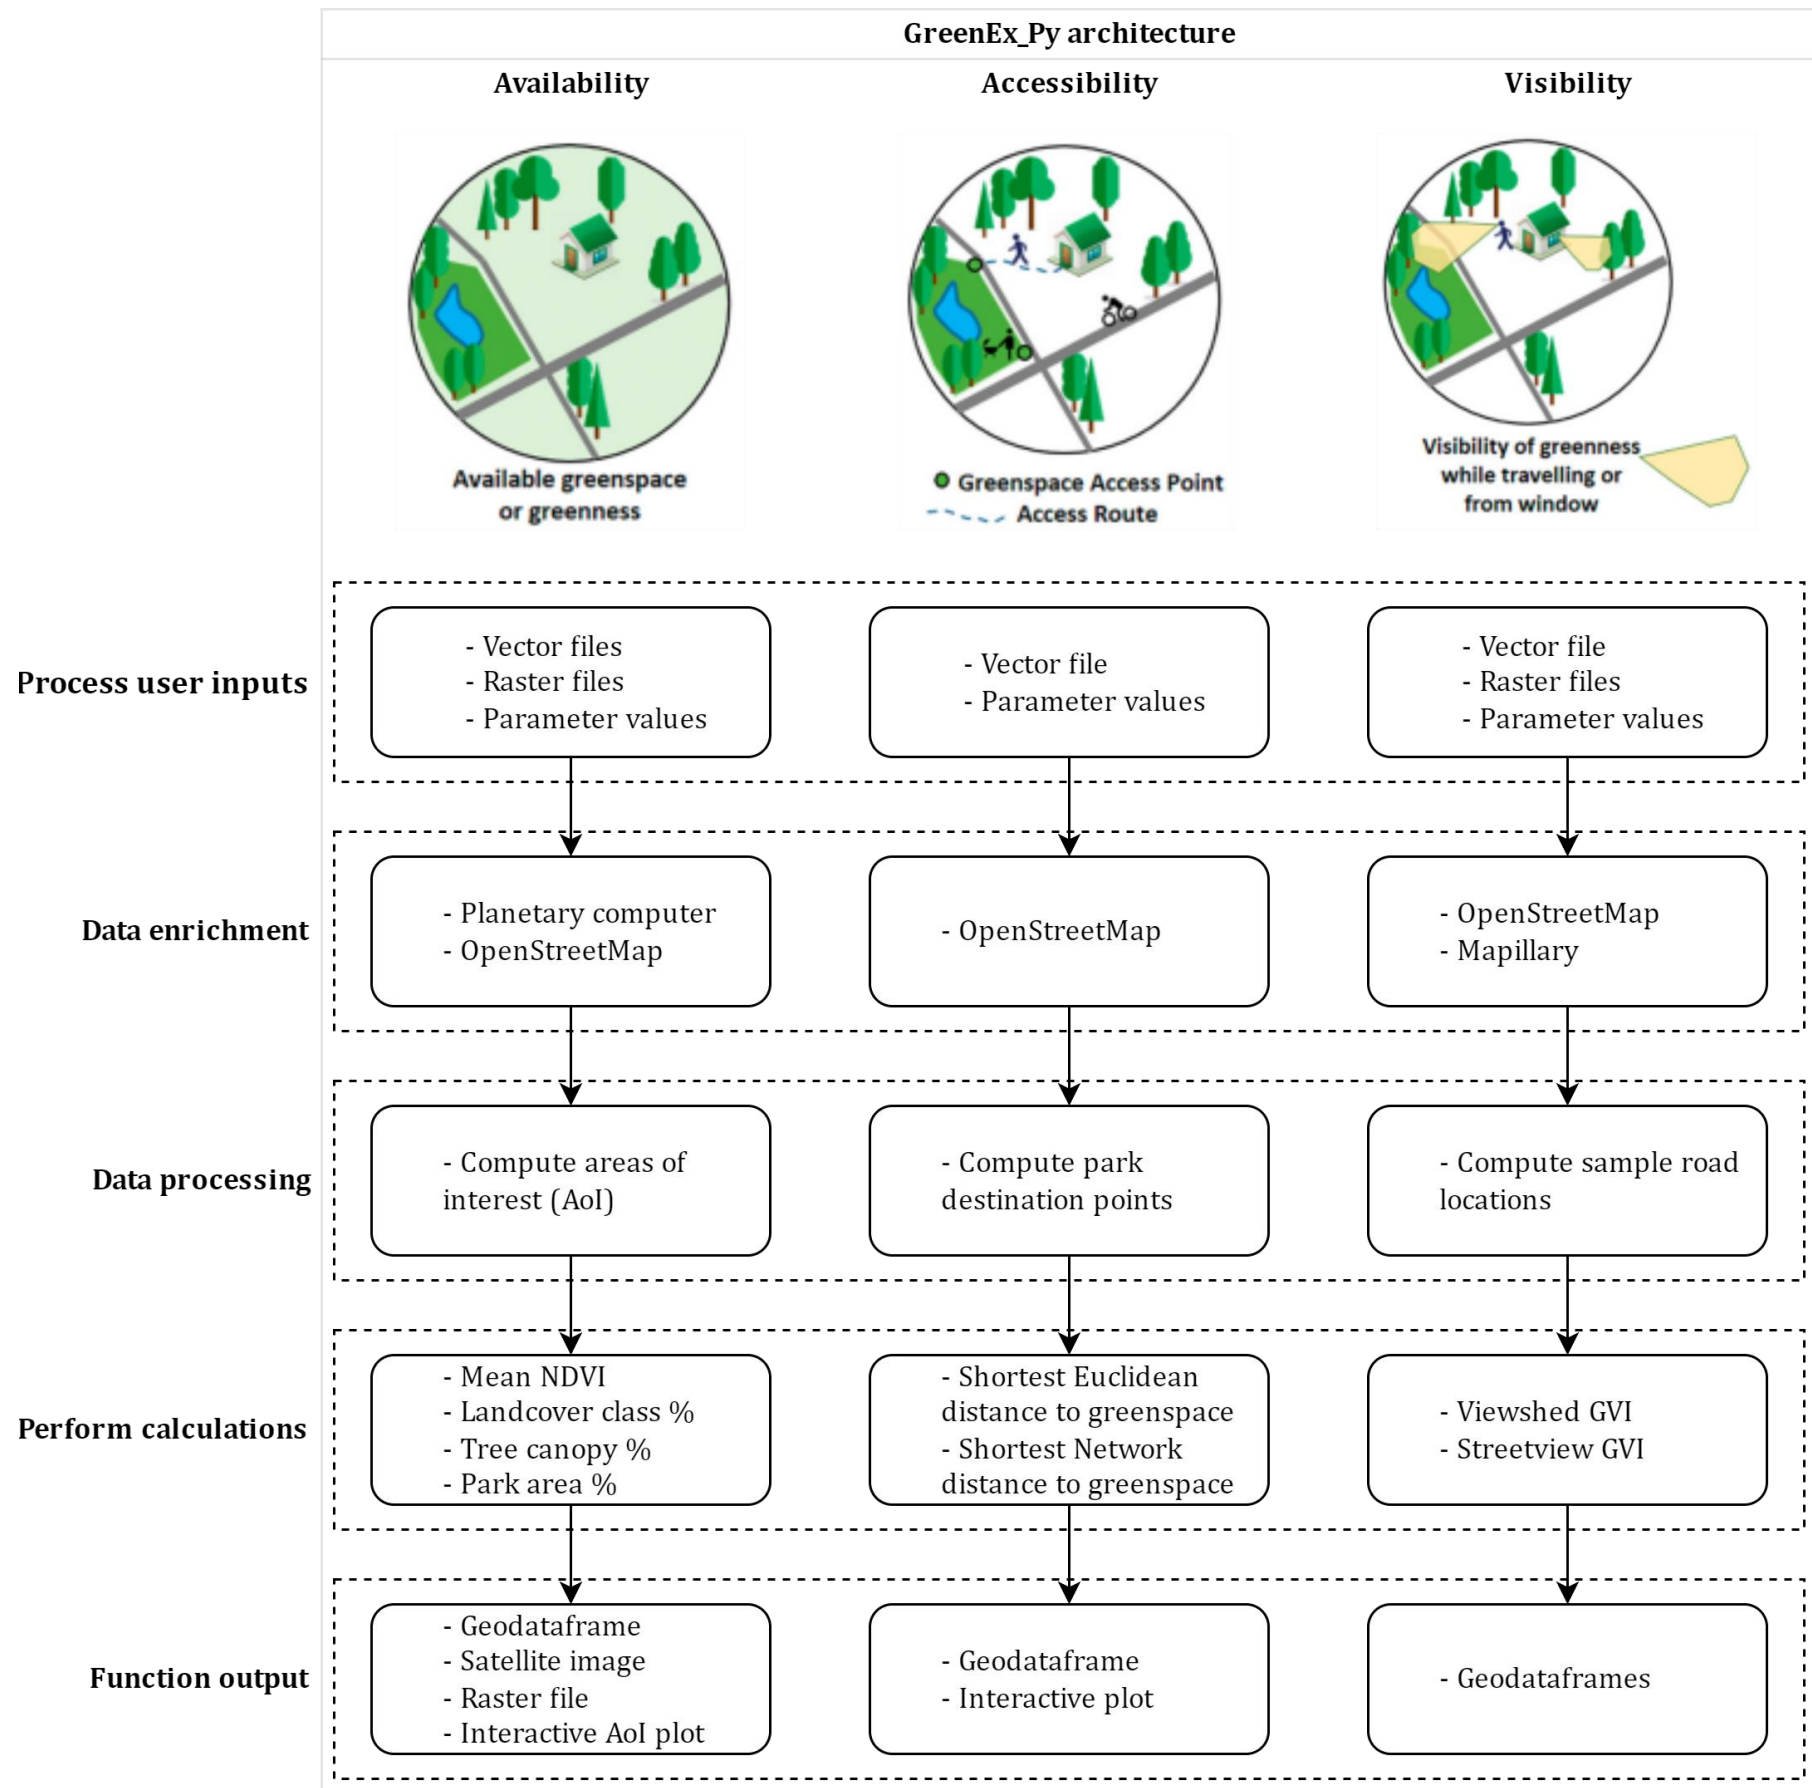 GreenEx_Py architecture
Availability
Accessibility
Visibility
Available greenspace
or greenness
Greenspace Access Point
Access Route
Visibility of greenness
while travelling or
from window
Process user inputs
- Vector files
- Raster files
- Parameter values
- Vector file
- Parameter values
- Vector file
- Raster files
- Parameter values
Data enrichment
- Planetary computer
- OpenStreetMap
- OpenStreetMap
- OpenStreetMap
- Mapillary
Data processing
- Compute areas of
interest (AoI)
- Compute park
destination points
- Compute sample road
locations
Perform calculations
- Mean NDVI
- Landcover class %
- Tree canopy %
- Park area %
- Shortest Euclidean
distance to greenspace
- Shortest Network
distance to greenspace
- Viewshed GVI
- Streetview GVI
Function output
- Geodataframe
- Satellite image
- Raster file
- Interactive AoI plot
- Geodataframe
- Interactive plot
- Geodataframes